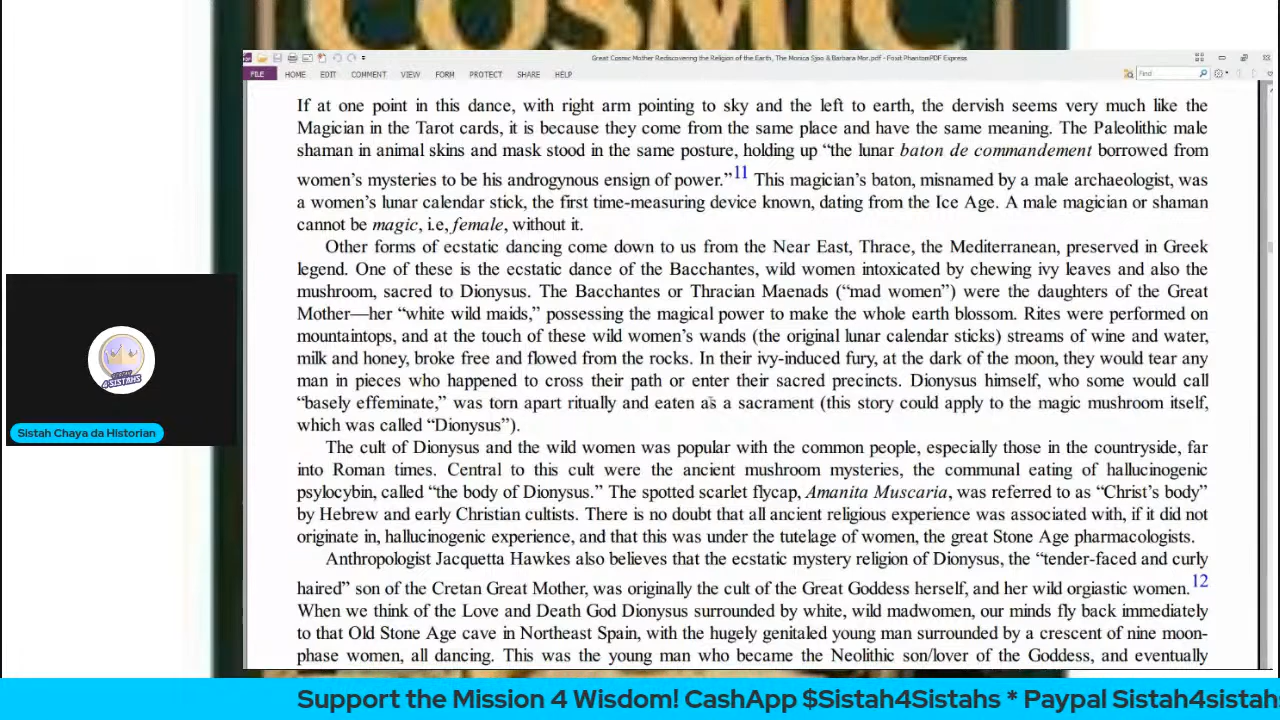 COSMIC
Great Cosmic Mother Rediscovering the Religion of the Earth, The Monica Sjoo & Barbara Mor.pdf - Foxit PhantomPDF Express
FILE HOME EDIT COMMENT VIEW FORM PROTECT SHARE HELP Find
If at one point in this dance, with right arm pointing to sky and the left to earth, the dervish seems very much like the
Magician in the Tarot cards, it is because they come from the same place and have the same meaning. The Paleolithic male
shaman in animal skins and mask stood in the same posture, holding up “the lunar baton de commandement borrowed from
women’s mysteries to be his androgynous ensign of power.”11 This magician’s baton, misnamed by a male archaeologist, was
a women’s lunar calendar stick, the first time-measuring device known, dating from the Ice Age. A male magician or shaman
cannot be magic, i.e, female, without it.
Other forms of ecstatic dancing come down to us from the Near East, Thrace, the Mediterranean, preserved in Greek
legend. One of these is the ecstatic dance of the Bacchantes, wild women intoxicated by chewing ivy leaves and also the
mushroom, sacred to Dionysus. The Bacchantes or Thracian Maenads (“mad women”) were the daughters of the Great
Mother—her “white wild maids,” possessing the magical power to make the whole earth blossom. Rites were performed on
mountaintops, and at the touch of these wild women’s wands (the original lunar calendar sticks) streams of wine and water,
milk and honey, broke free and flowed from the rocks. In their ivy-induced fury, at the dark of the moon, they would tear any
man in pieces who happened to cross their path or enter their sacred precincts. Dionysus himself, who some would call
“basely effeminate,” was torn apart ritually and eaten as a sacrament (this story could apply to the magic mushroom itself,
which was called “Dionysus”).
The cult of Dionysus and the wild women was popular with the common people, especially those in the countryside, far
into Roman times. Central to this cult were the ancient mushroom mysteries, the communal eating of hallucinogenic
psylocybin, called “the body of Dionysus.” The spotted scarlet flycap, Amanita Muscaria, was referred to as “Christ’s body”
by Hebrew and early Christian cultists. There is no doubt that all ancient religious experience was associated with, if it did not
originate in, hallucinogenic experience, and that this was under the tutelage of women, the great Stone Age pharmacologists.
Anthropologist Jacquetta Hawkes also believes that the ecstatic mystery religion of Dionysus, the “tender-faced and curly
haired” son of the Cretan Great Mother, was originally the cult of the Great Goddess herself, and her wild orgiastic women.12
When we think of the Love and Death God Dionysus surrounded by white, wild madwomen, our minds fly back immediately
to that Old Stone Age cave in Northeast Spain, with the hugely genitaled young man surrounded by a crescent of nine moon-
phase women, all dancing. This was the young man who became the Neolithic son/lover of the Goddess, and eventually
4-SISTAHS
Sistah Chaya da Historian
Support the Mission 4 Wisdom! CashApp $Sistah4Sistahs * Paypal Sistah4sistah